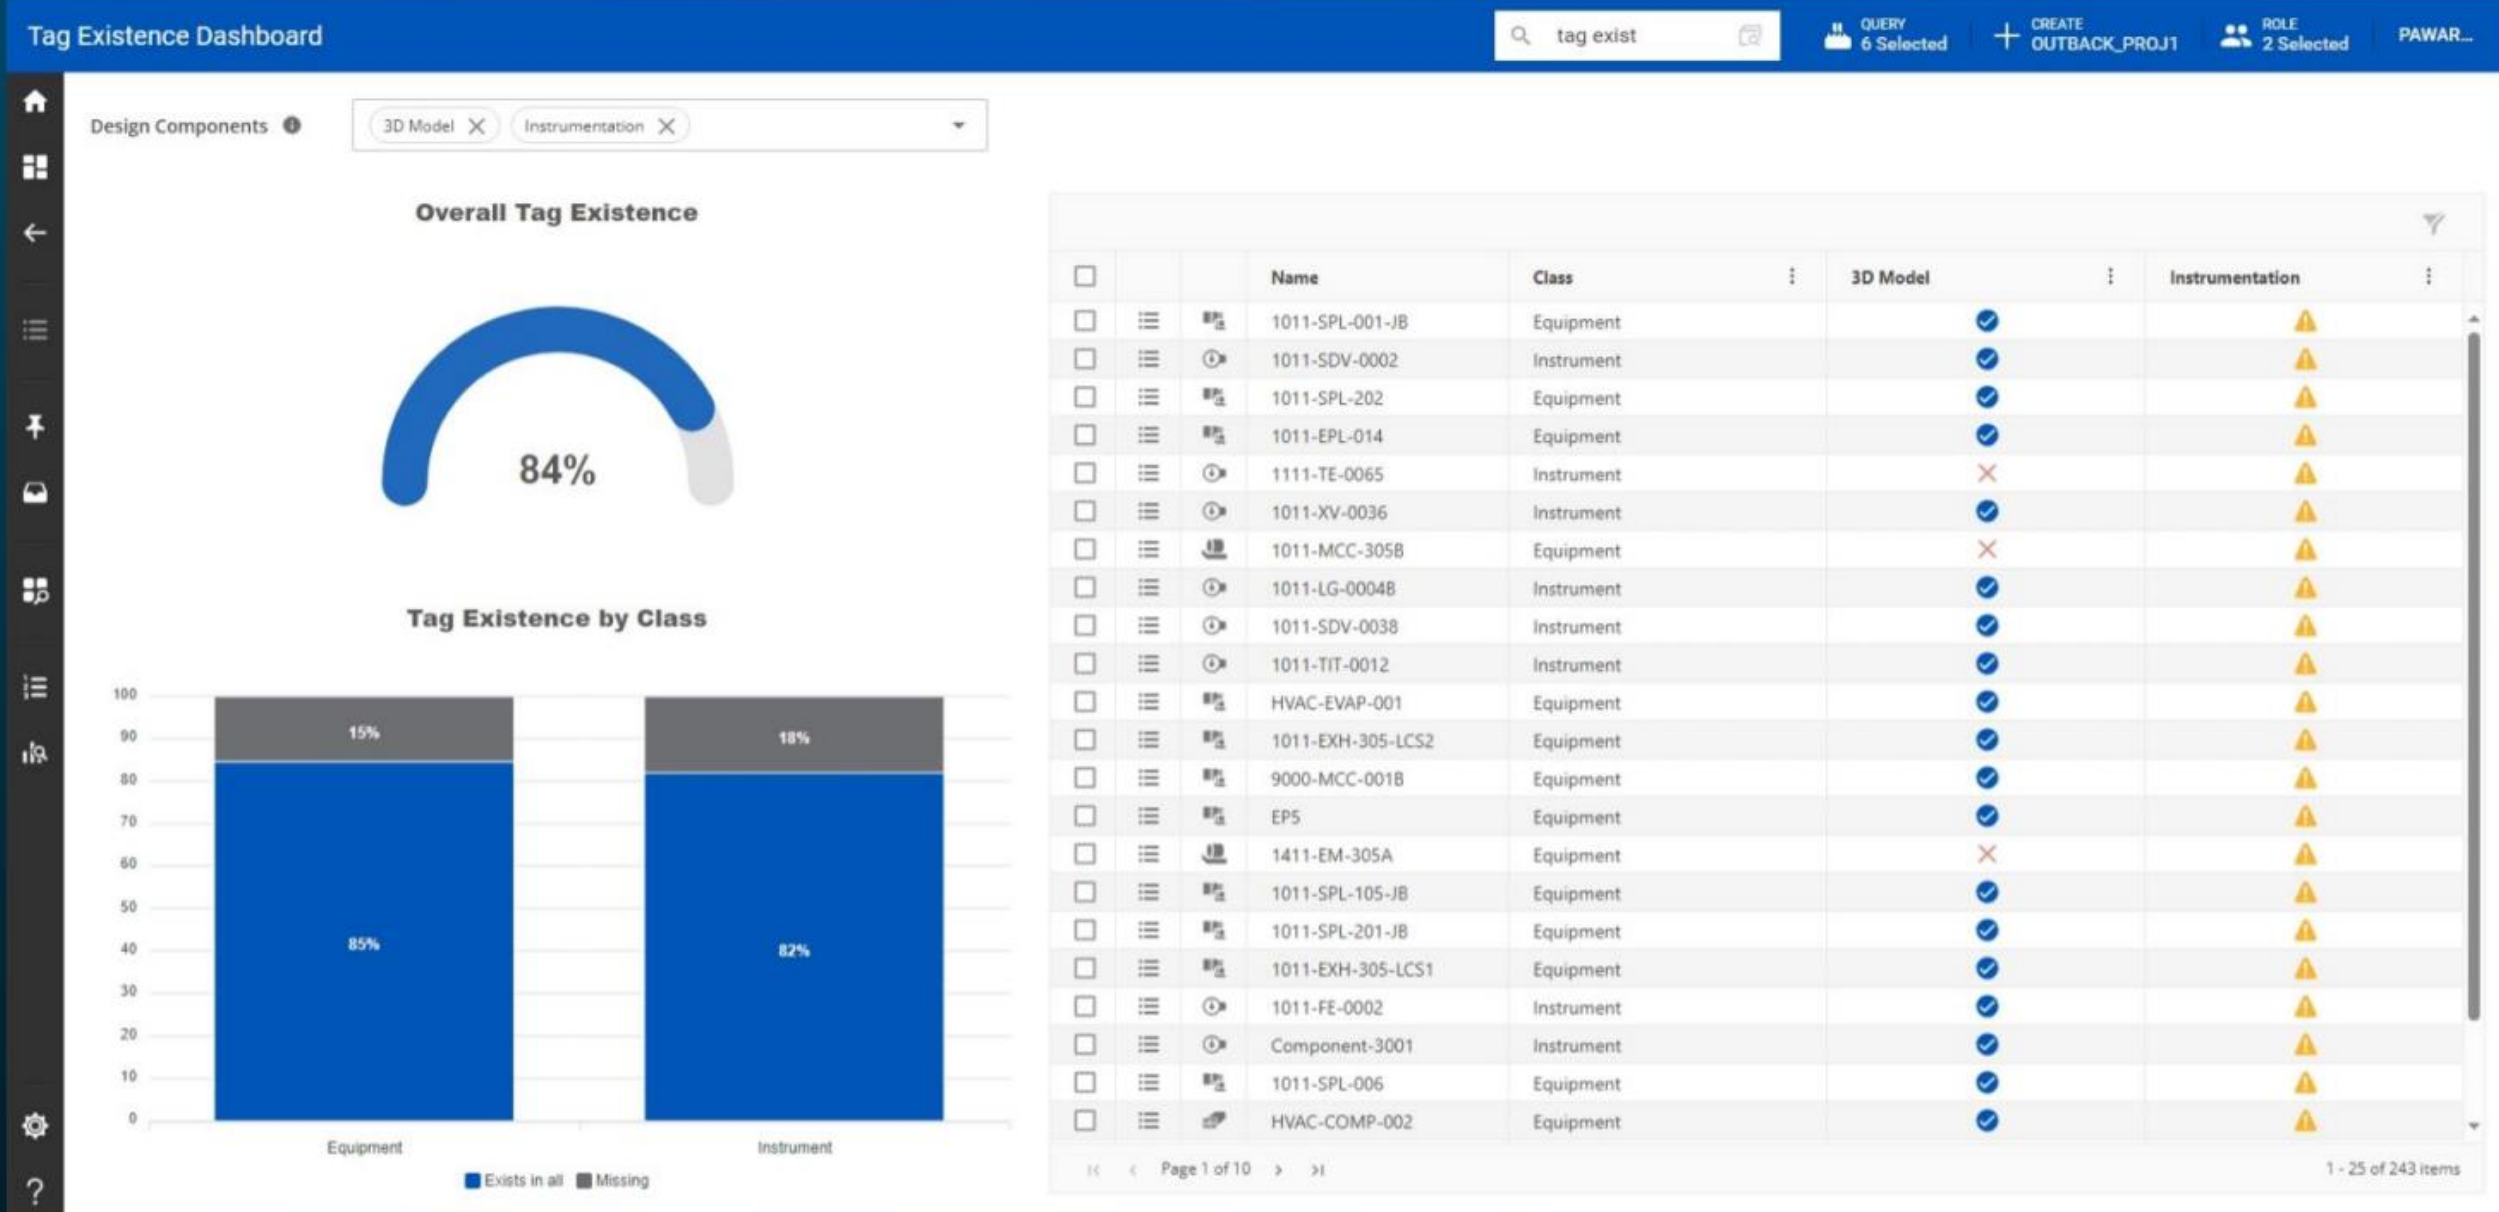 Tag Existence Dashboard
tag exist
QUERY
6 Selected
CREATE
OUTBACK_PROJ1
ROLE
2 Selected
PAWAR...
Design Components
3D Model
Instrumentation
Overall Tag Existence
84%
Tag Existence by Class
100
90
80
70
60
50
40
30
20
10
0
15%
18%
85%
82%
Equipment
Instrument
Exists in all
Missing
Name Class 3D Model Instrumentation
1011-SPL-001-JB Equipment
1011-SDV-0002 Instrument
1011-SPL-202 Equipment
1011-EPL-014 Equipment
1111-TE-0065 Instrument
1011-XV-0036 Instrument
1011-MCC-305B Equipment
1011-LG-0004B Instrument
1011-SDV-0038 Instrument
1011-TIT-0012 Instrument
HVAC-EVAP-001 Equipment
1011-EXH-305-LCS2 Equipment
9000-MCC-001B Equipment
EP5 Equipment
1411-EM-305A Equipment
1011-SPL-105-JB Equipment
1011-SPL-201-JB Equipment
1011-EXH-305-LCS1 Equipment
1011-FE-0002 Instrument
Component-3001 Instrument
1011-SPL-006 Equipment
HVAC-COMP-002 Equipment
Page 1 of 10
1 - 25 of 243 items